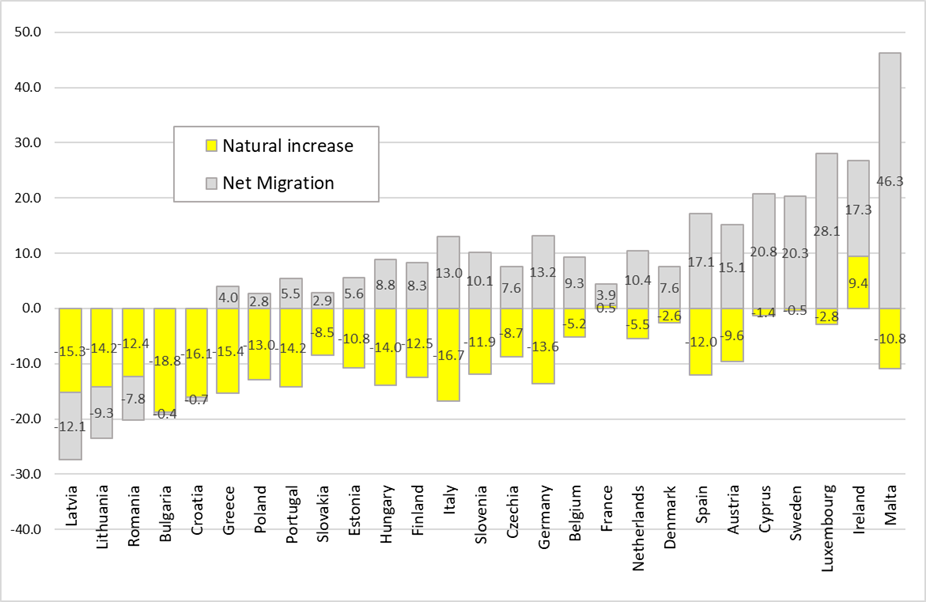 50.0
40.0
30.0
20.0
10.0
0.0
-10.0
-20.0
-30.0
-40.0
Natural increase
Net Migration
46.3
28.1
17.3
20.8
20.3
17.1
15.1
13.0
13.2
10.1
10.4
9.3
8.8
8.3
7.6
7.6
5.5
5.6
4.0
2.8
2.9
3.9
0.5
9.4
-15.3
-14.2
-12.4
-18.8
-16.1
-15.4
-13.0
-14.2
-8.5
-10.8
-14.0
-12.5
-16.7
-11.9
-8.7
-13.6
-5.2
-5.5
-2.6
-12.0
-9.6
-1.4
-0.5
-2.8
-10.8
-12.1
-9.3
-7.8
-0.4
-0.7
Latvia
Lithuania
Romania
Bulgaria
Croatia
Greece
Poland
Portugal
Slovakia
Estonia
Hungary
Finland
Italy
Slovenia
Czechia
Germany
Belgium
France
Netherlands
Denmark
Spain
Austria
Cyprus
Sweden
Luxembourg
Ireland
Malta